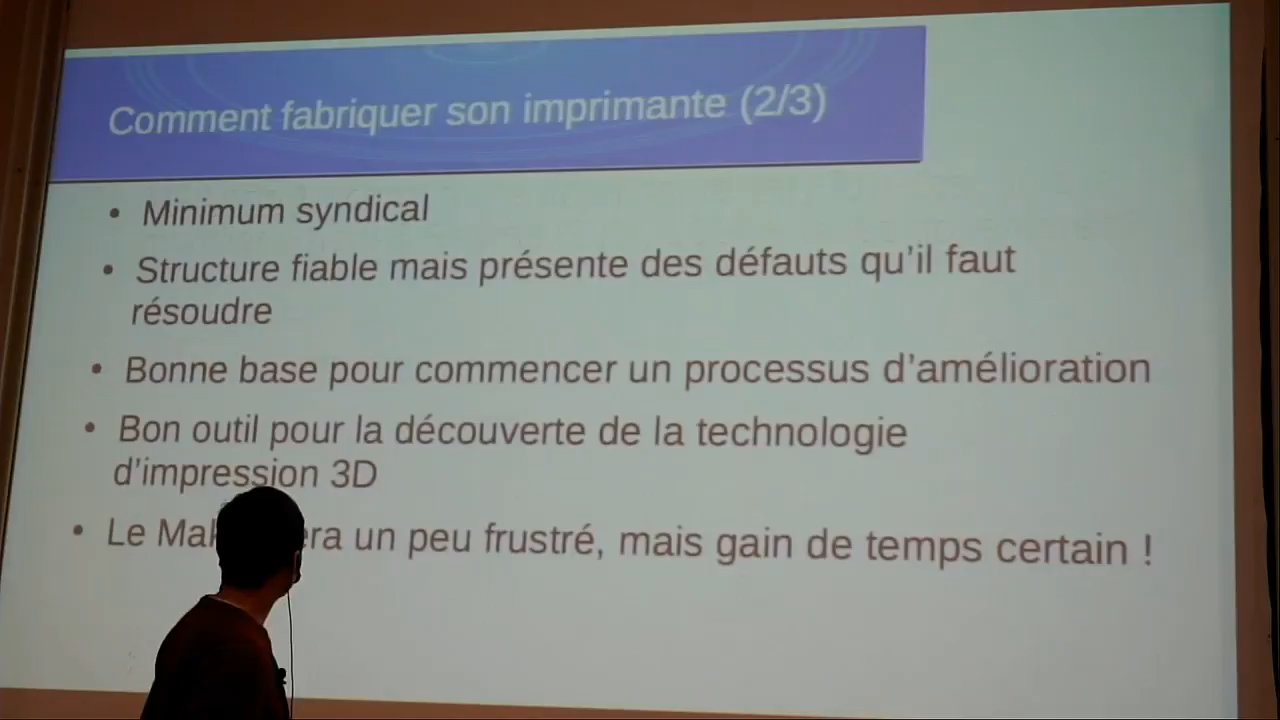 Comment fabriquer son imprimante (2/3)
• Minimum syndical
• Structure fiable mais présente des défauts qu'il faut
résoudre
• Bonne base pour commencer un processus d'amélioration
• Bon outil pour la découverte de la technologie
d'impression 3D
• Le un peu frustré, mais gain de temps certain !